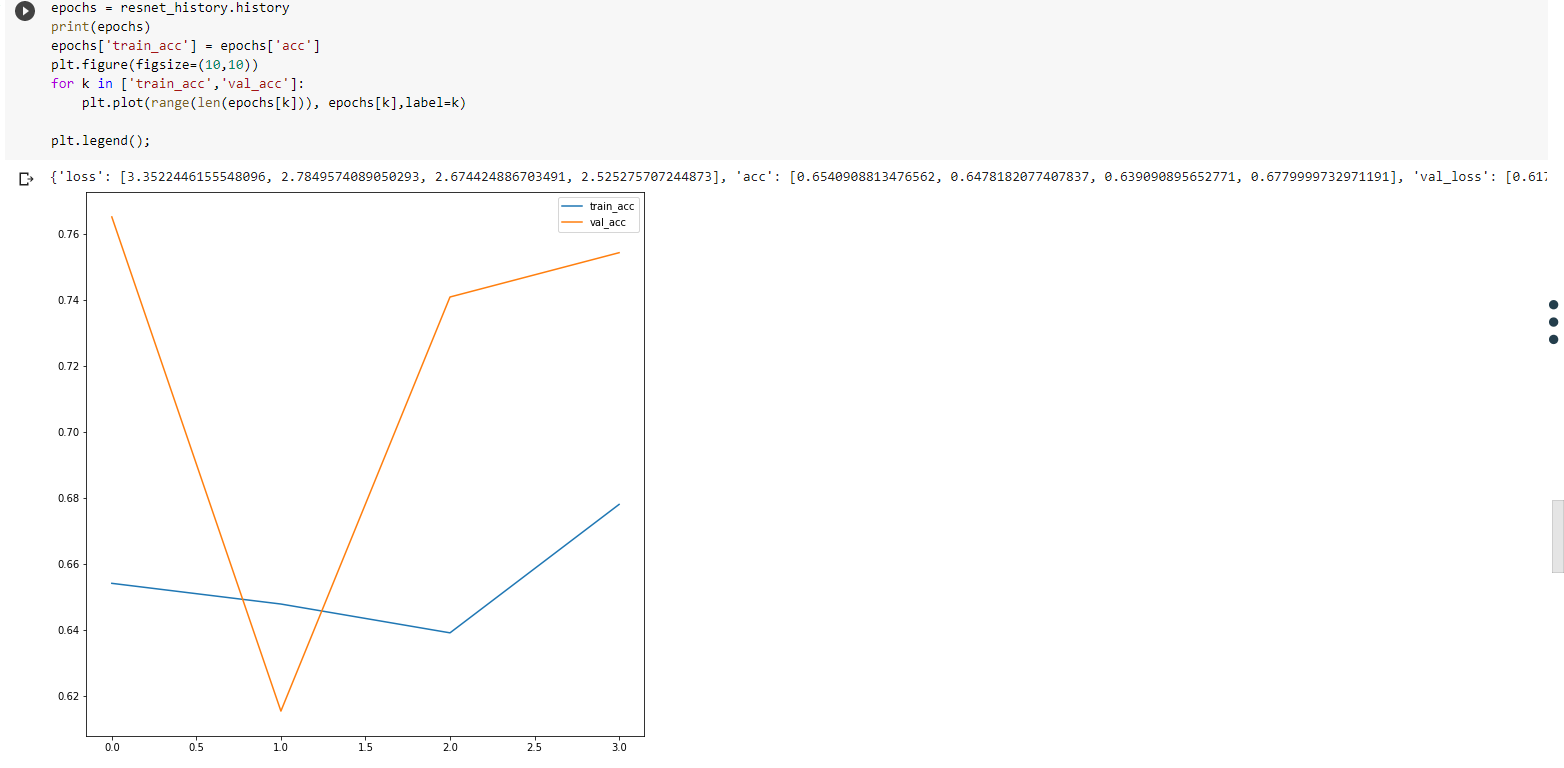 epochs = resnet_history.history
print(epochs)
epochs['train_acc'] = epochs['acc']
plt.figure(figsize=(10,10))
for k in ['train_acc','val_acc']:
    plt.plot(range(len(epochs[k])), epochs[k],label=k)
plt.legend();
{'loss': [3.3522446155548096, 2.7849574089050293, 2.674424886703491, 2.525275707244873], 'acc': [0.6540908813476562, 0.6478182077407837, 0.639090895652771, 0.6779999732971191], 'val_loss': [0.617
train_acc
val_acc
0.76
0.74
0.72
0.70
0.68
0.66
0.64
0.62
0.0 0.5 1.0 1.5 2.0 2.5 3.0